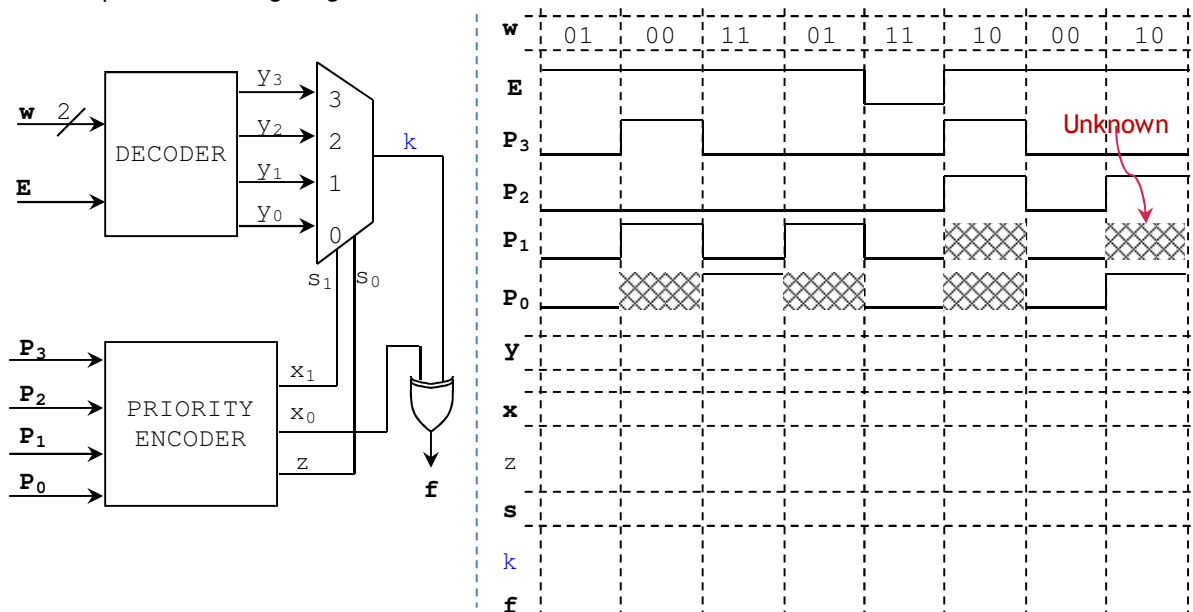 w 2
E
DECODER
y3
y2
y1
y0
3
2
1
0
k
s1 s0
P3
P2
P1
P0
PRIORITY
ENCODER
x1
x0
z
f
w 01 00 11 01 11 10 00 10
E
P3
Unknown
P2
P1
P0
y
x
z
s
k
f